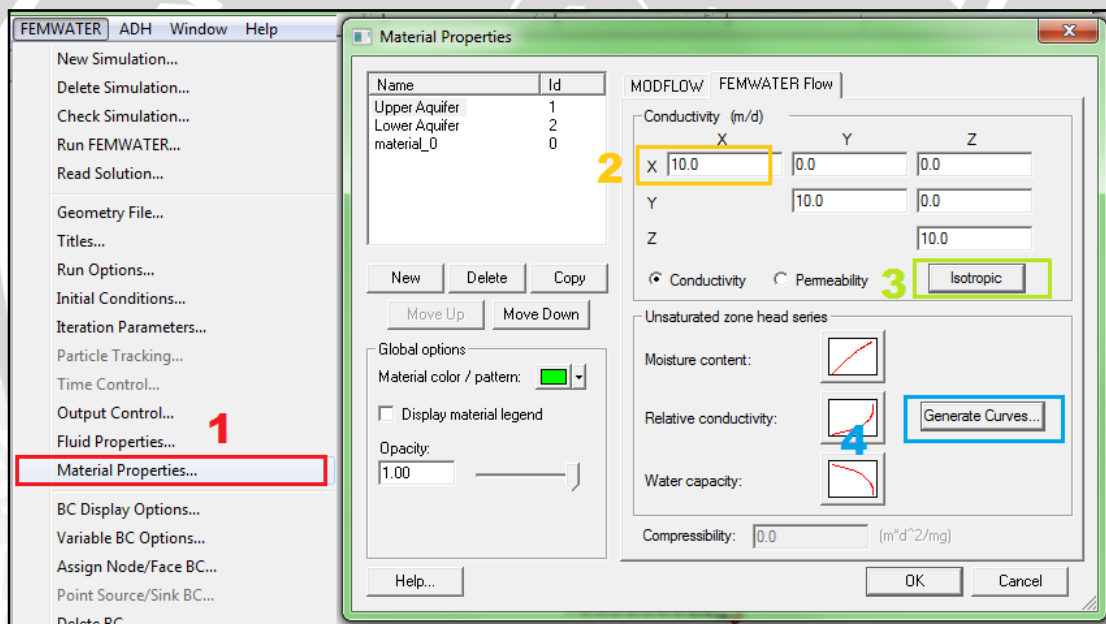 FEMWATER ADH Window Help
New Simulation...
Delete Simulation...
Check Simulation...
Run FEMWATER...
Read Solution...
Geometry File...
Titles...
Run Options...
Initial Conditions...
Iteration Parameters...
Particle Tracking...
Time Control...
Output Control...
Fluid Properties...
1
Material Properties...
BC Display Options...
Variable BC Options...
Assign Node/Face BC...
Point Source/Sink BC...
Delete BC
Material Properties
Name Id
Upper Aquifer 1
Lower Aquifer 2
material_0 0
New Delete Copy
Move Up Move Down
Global options
Material color / pattern:
Display material legend
Opacity:
1.00
Help...
MODFLOW FEMWATER Flow
Conductivity (m/d)
X Y Z
2 X 10.0 0.0 0.0
Y 10.0 0.0
Z 10.0
Conductivity Permeability 3 Isotropic
Unsaturated zone head series
Moisture content:
Relative conductivity: 4 Generate Curves...
Water capacity:
Compressibility: 0.0 (m*d^2/mg)
OK Cancel